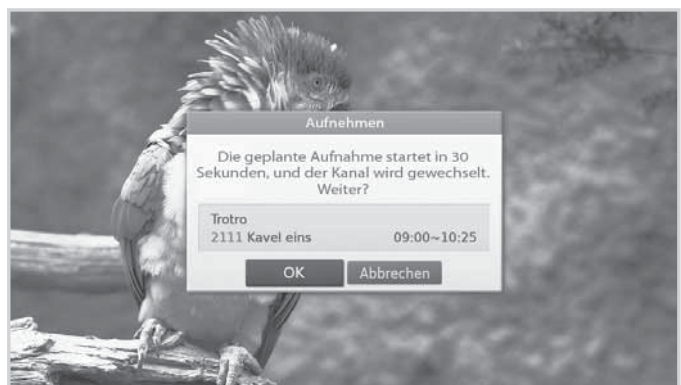 Aufnehmen
Die geplante Aufnahme startet in 30
Sekunden, und der Kanal wird gewechselt.
Weiter?
Trotro
2111 Kavel eins 09:00~10:25
OK Abbrechen